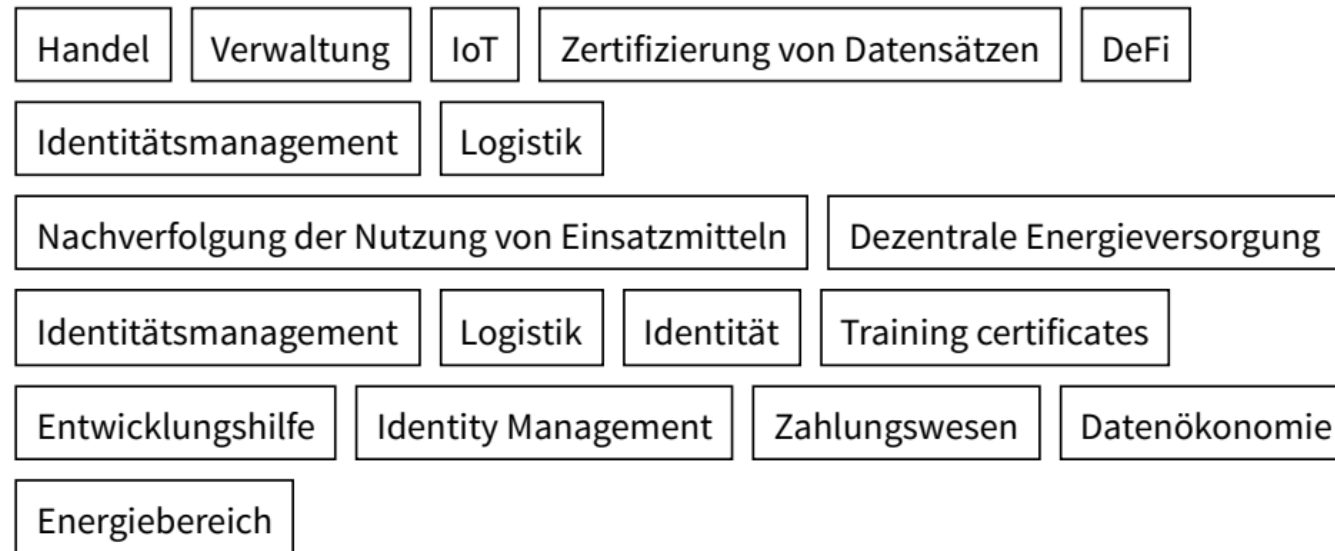 Handel Verwaltung IoT Zertifizierung von Datensätzen DeFi
Identitätsmanagement Logistik
Nachverfolgung der Nutzung von Einsatzmitteln Dezentrale Energieversorgung
Identitätsmanagement Logistik Identität Training certificates
Entwicklungshilfe Identity Management Zahlungswesen Datenökonomie
Energiebereich